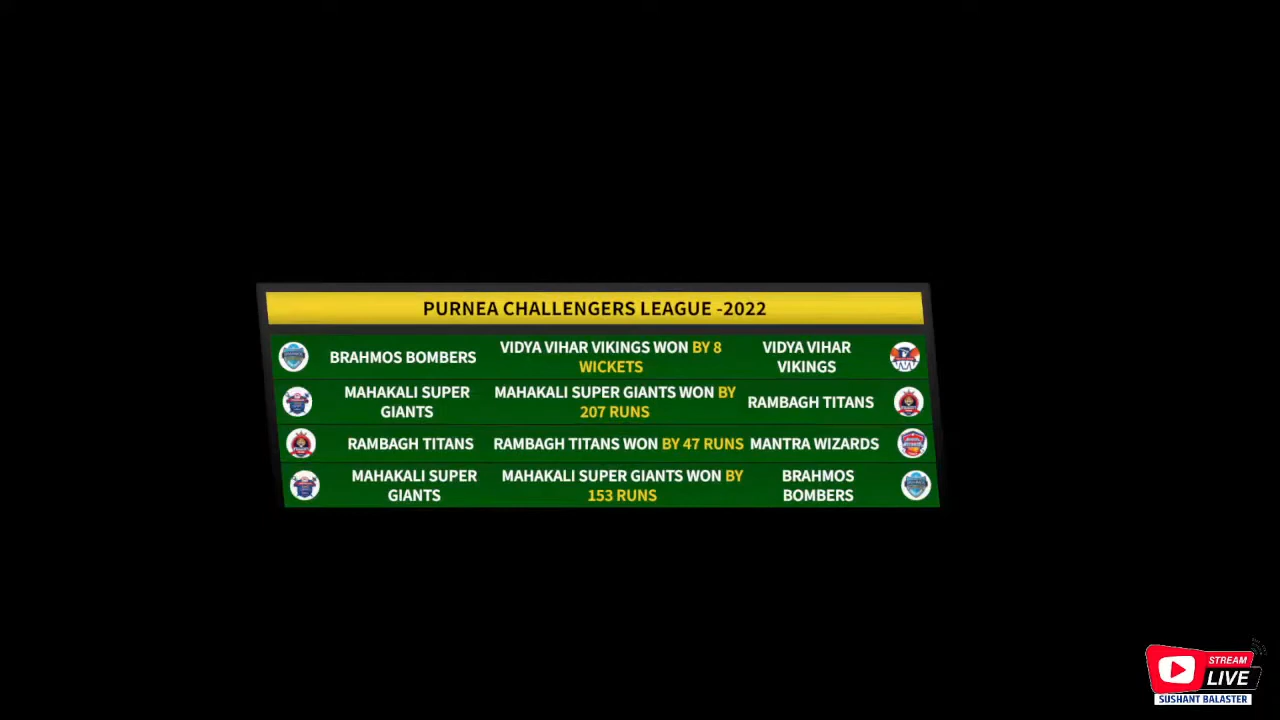 PURNEA CHALLENGERS LEAGUE -2022
BRAHMOS BOMBERS
VIDYA VIHAR VIKINGS WON BY 8
WICKETS
VIDYA VIHAR
VIKINGS
MAHAKALI SUPER
GIANTS
MAHAKALI SUPER GIANTS WON BY
207 RUNS
RAMBAGH TITANS
RAMBAGH TITANS
RAMBAGH TITANS WON BY 47 RUNS
MANTRA WIZARDS
MAHAKALI SUPER
GIANTS
MAHAKALI SUPER GIANTS WON BY
153 RUNS
BRAHMOS
BOMBERS
STREAM
LIVE
SUSHANT BALASTER